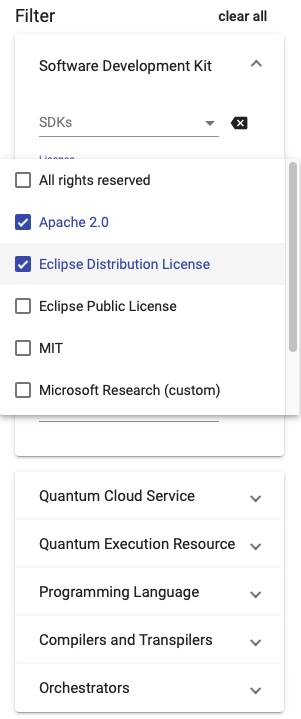 Filter
clear all
Software Development Kit
SDKs
License
All rights reserved
Apache 2.0
Eclipse Distribution License
Eclipse Public License
MIT
Microsoft Research (custom)
Quantum Cloud Service
Quantum Execution Resource
Programming Language
Compilers and Transpilers
Orchestrators